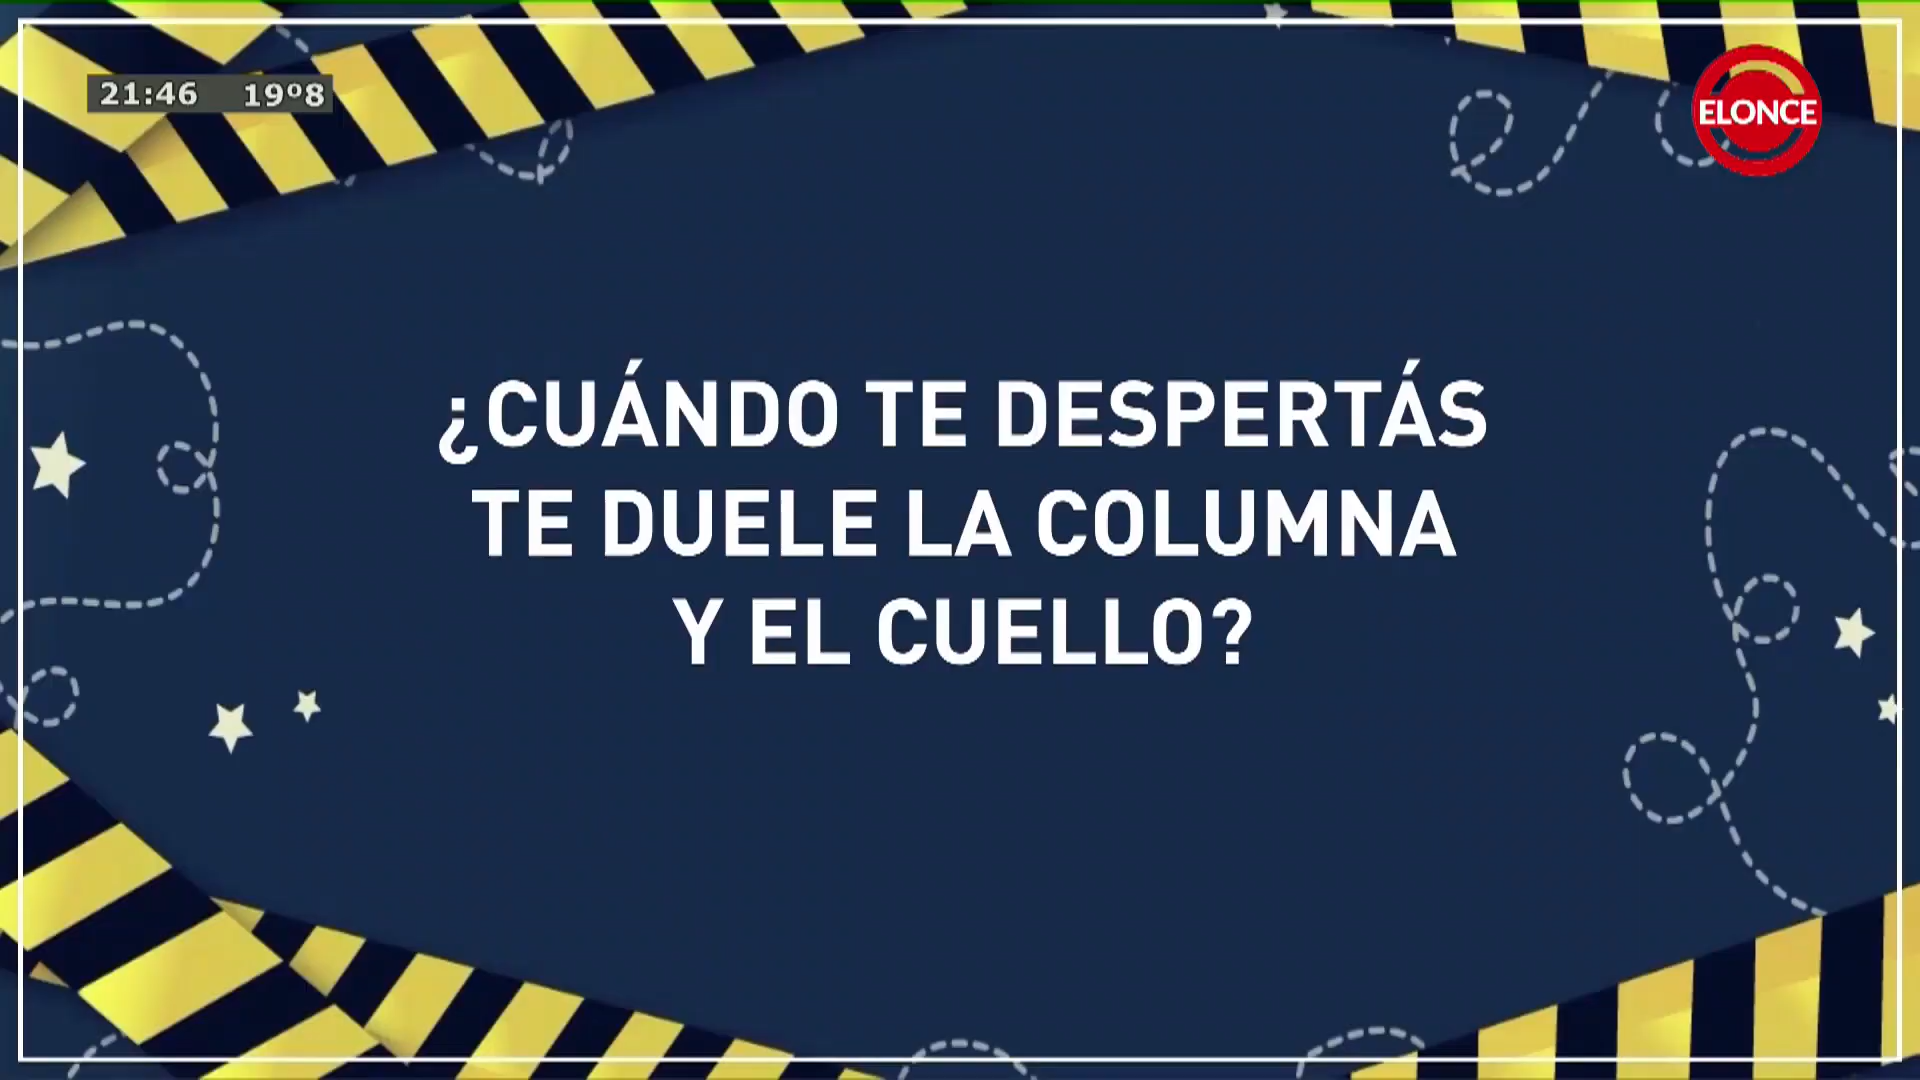 21:46 19º8
ELONCE
¿CUÁNDO TE DESPERTÁS
TE DUELE LA COLUMNA
Y EL CUELLO?